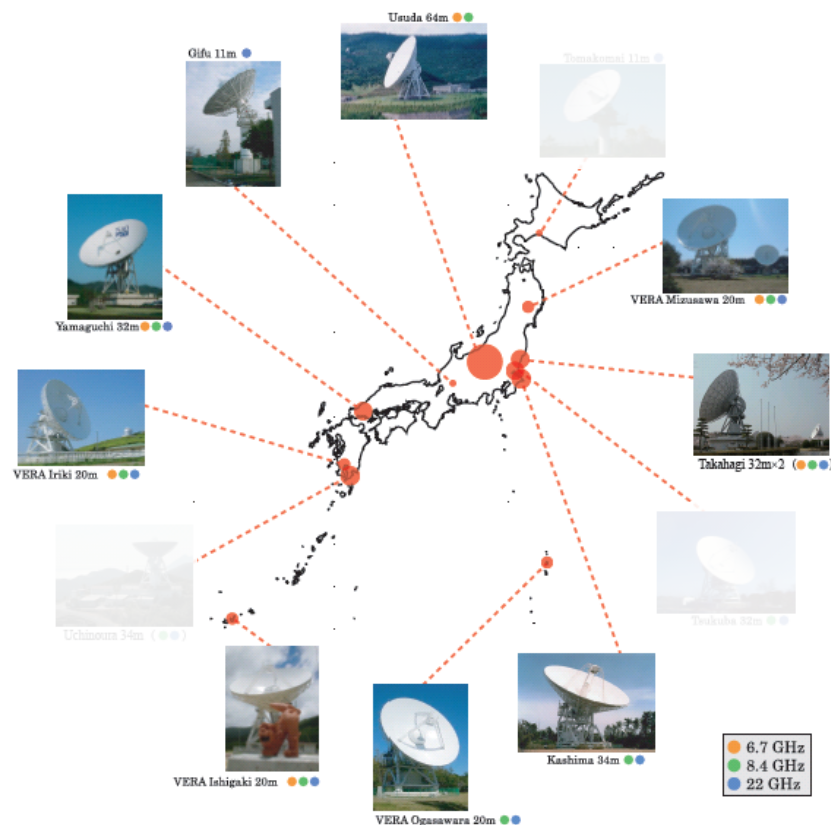 Usuda 64m
Gifu 11m
Tomakomai 11m
Yamaguchi 32m
VERA Mizusawa 20m
VERA Iriki 20m
Takahagi 32m×2 (
Uchinoura 34m ( )
Tsukuba 32m
VERA Ishigaki 20m
Kashima 34m
VERA Ogasawara 20m
6.7 GHz
8.4 GHz
22 GHz